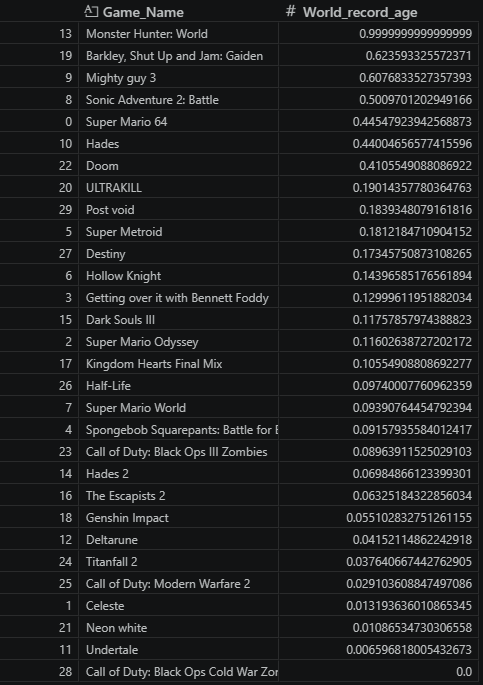 Game_Name # World_record_age
13 Monster Hunter: World 0.9999999999999999
19 Barkley, Shut Up and Jam: Gaiden 0.623593325572371
9 Mighty guy 3 0.6076833527357393
8 Sonic Adventure 2: Battle 0.5009701202949166
0 Super Mario 64 0.44547923942568873
10 Hades 0.44004656577415596
22 Doom 0.4105549088086922
20 ULTRAKILL 0.19014357780364763
29 Post void 0.1839348079161816
5 Super Metroid 0.1812184710904152
27 Destiny 0.17345750873108265
6 Hollow Knight 0.14396585176561894
3 Getting over it with Bennett Foddy 0.12999611951882034
15 Dark Souls III 0.11757857974388823
2 Super Mario Odyssey 0.11602638727202172
17 Kingdom Hearts Final Mix 0.10554908808692277
26 Half-Life 0.09740007760962359
7 Super Mario World 0.09390764454792394
4 Spongebob Squarepants: Battle for B 0.09157935584012417
23 Call of Duty: Black Ops III Zombies 0.08963911525029103
14 Hades 2 0.06984866123399301
16 The Escapists 2 0.06325184322856034
18 Genshin Impact 0.055102832751261155
12 Deltarune 0.04152114862242918
24 Titanfall 2 0.037640667442762905
25 Call of Duty: Modern Warfare 2 0.029103608847497086
1 Celeste 0.013193636010865345
21 Neon white 0.01086534730306558
11 Undertale 0.006596818005432673
28 Call of Duty: Black Ops Cold War Zor 0.0